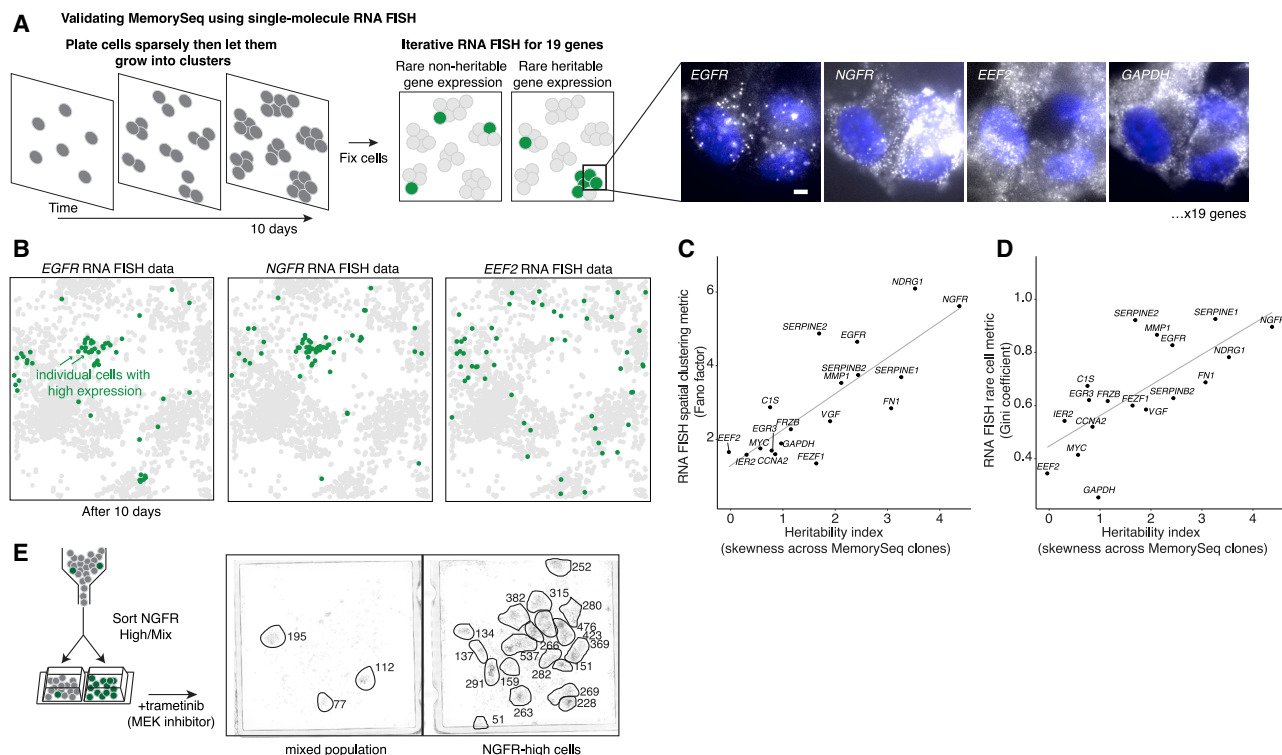 Validating MemorySeq using single-molecule RNA FISH
A
Plate cells sparsely then let them
grow into clusters
Time
10 days
Fix cells
Iterative RNA FISH for 19 genes
Rare non-heritable
gene expression
Rare heritable
gene expression
EGFR
NGFR
EEF2
GAPDH
...x19 genes
B
EGFR RNA FISH data
NGFR RNA FISH data
EEF2 RNA FISH data
individual cells with
high expression
After 10 days
C
RNA FISH spatial clustering metric
(Fano factor)
6
4
2
NDRG1
NGFR
SERPINE2
EGFR
SERPINB2
SERPINE1
MMP1
FN1
C1S
VGF
FRZB
EGR3
EEF2
MYC
GAPDH
IER2
CCNA2
FEZF1
0
1
2
3
4
Heritability index
(skewness across MemorySeq clones)
D
RNA FISH rare cell metric
(Gini coefficient)
1.0
0.8
0.6
0.4
SERPINE2
SERPINE1
NGFR
MMP1
EGFR
NDRG1
C1S
FN1
EGR3
FRZB
SERPINB2
FEZF1
VGF
IER2
CCNA2
MYC
EEF2
GAPDH
0
1
2
3
4
Heritability index
(skewness across MemorySeq clones)
E
Sort NGFR
High/Mix
+trametinib
(MEK inhibitor)
195
112
77
mixed population
252
315
382
280
476
134
423
266
369
137
537
151
282
159
291
269
263
228
51
NGFR-high cells